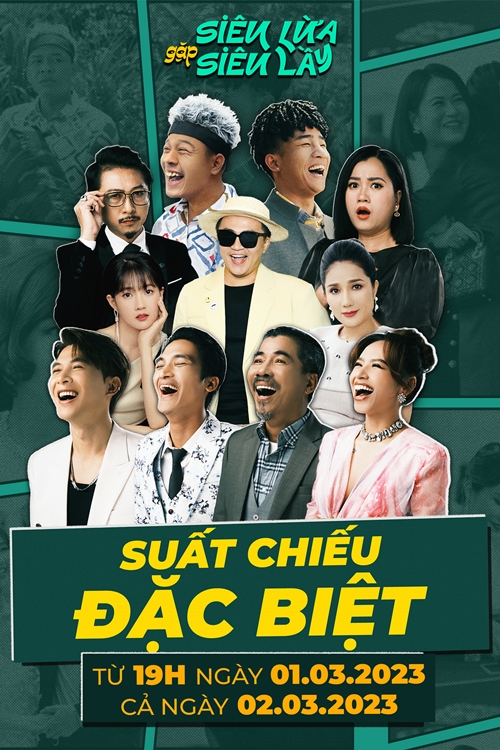 SIÊU LỪA
gặp SIÊU LẦY
SUẤT CHIẾU
ĐẶC BIỆT
TỪ 19H NGÀY 01.03.2023
CẢ NGÀY 02.03.2023